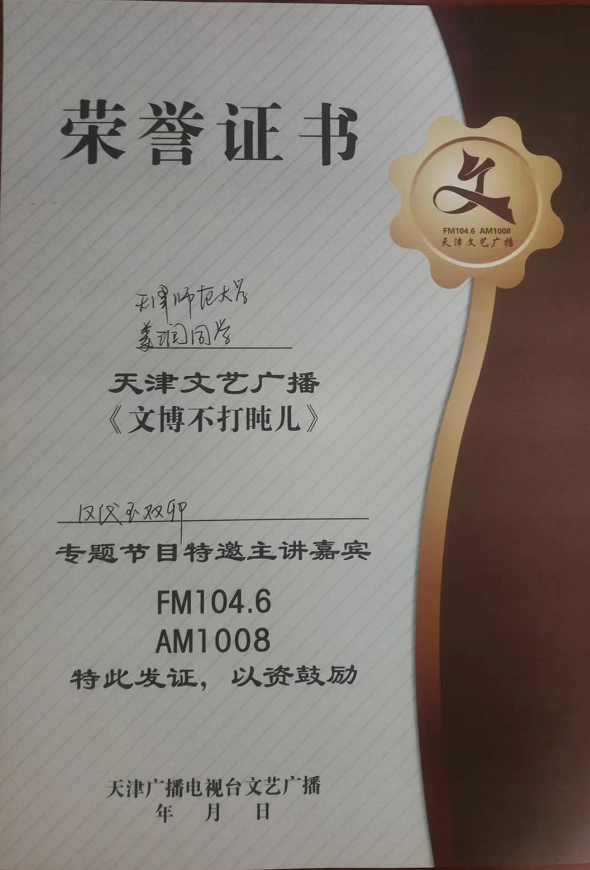 荣誉证书
FM104.6 AM1008
天津文艺广播
天津师范大学
姜润同学
天津文艺广播
《文博不打盹儿》
汉代玉双卯
专题节目特邀主讲嘉宾
FM104.6
AM1008
特此发证，以资鼓励
天津广播电视台文艺广播
年 月 日